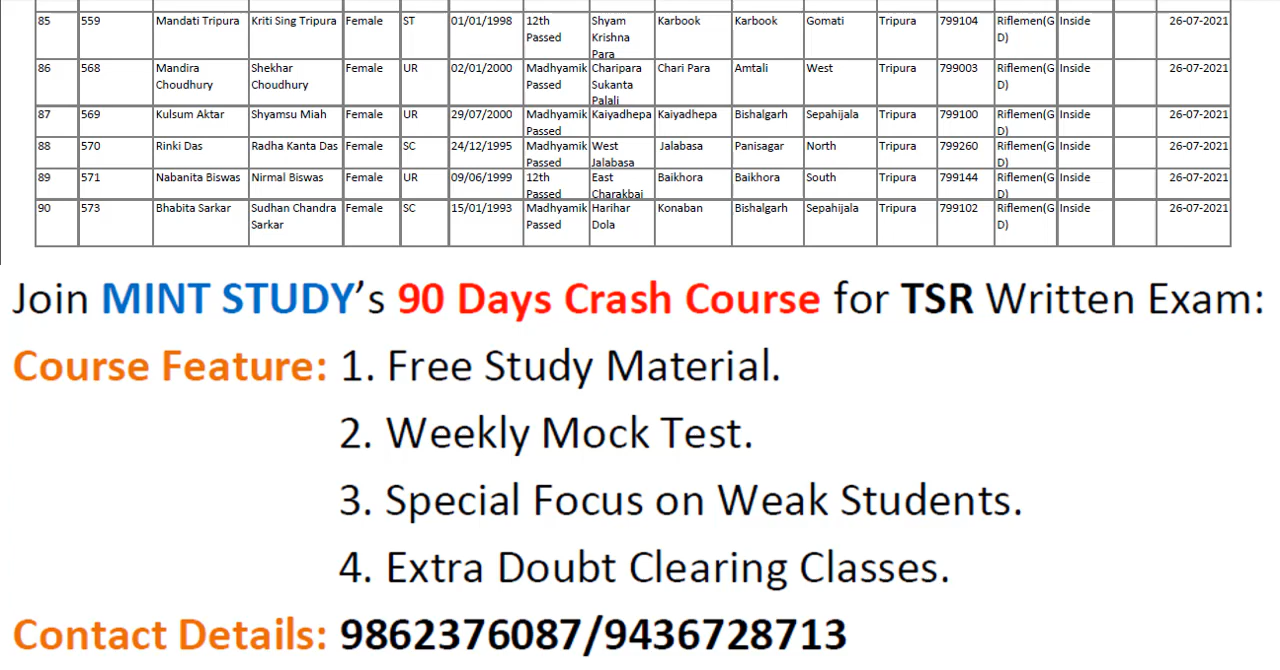 85 559 Mandati Tripura Kriti Sing Tripura Female ST 01/01/1998 12th Passed Shyam Krishna Para Karbook Karbook Gomati Tripura 799104 Riflemen(GD) Inside 26-07-2021
86 568 Mandira Choudhury Shekhar Choudhury Female UR 02/01/2000 Madhyamik Passed Charipara Sukanta Palali Chari Para Amtali West Tripura 799003 Riflemen(GD) Inside 26-07-2021
87 569 Kulsum Aktar Shyamsu Miah Female UR 29/07/2000 Madhyamik Passed Kaiyadhepa Kaiyadhepa Bishalgarh Sepahijala Tripura 799100 Riflemen(GD) Inside 26-07-2021
88 570 Rinki Das Radha Kanta Das Female SC 24/12/1995 Madhyamik Passed West Jalabasa Jalabasa Panisagar North Tripura 799260 Riflemen(GD) Inside 26-07-2021
89 571 Nabanita Biswas Nirmal Biswas Female UR 09/06/1999 12th Passed East Charakbai Baikhora Baikhora South Tripura 799144 Riflemen(GD) Inside 26-07-2021
90 573 Bhabita Sarkar Sudhan Chandra Sarkar Female SC 15/01/1993 Madhyamik Passed Harihar Dola Konaban Bishalgarh Sepahijala Tripura 799102 Riflemen(GD) Inside 26-07-2021
Join MINT STUDY’s 90 Days Crash Course for TSR Written Exam:
Course Feature: 1. Free Study Material.
2. Weekly Mock Test.
3. Special Focus on Weak Students.
4. Extra Doubt Clearing Classes.
Contact Details: 9862376087/9436728713